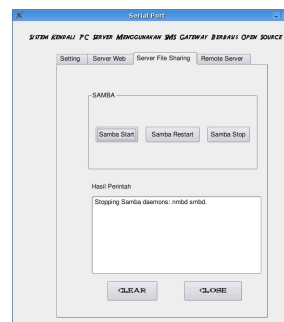 Serial Port
Sistem Kendali PC Server Menggunakan SMS Gateway Berbasis Open Source
Setting Server Web Server File Sharing Remote Server
SAMBA
Samba Start Samba Restart Samba Stop
Hasil Perintah
Stopping Samba daemons: nmbd smbd.
CLEAR CLOSE